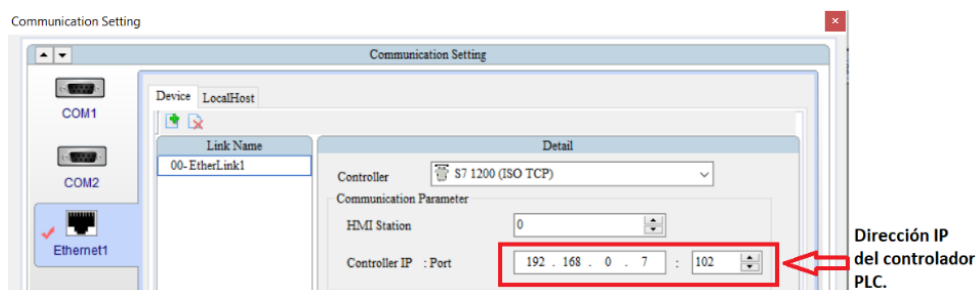 Communication Setting
Communication Setting
COM1
COM2
Ethernet1
Device LocalHost
Link Name
00- EtherLink1
Detail
Controller S7 1200 (ISO TCP)
Communication Parameter
HMI Station 0
Controller IP : Port 192 . 168 . 0 . 7 : 102
Dirección IP
del controlador
PLC.